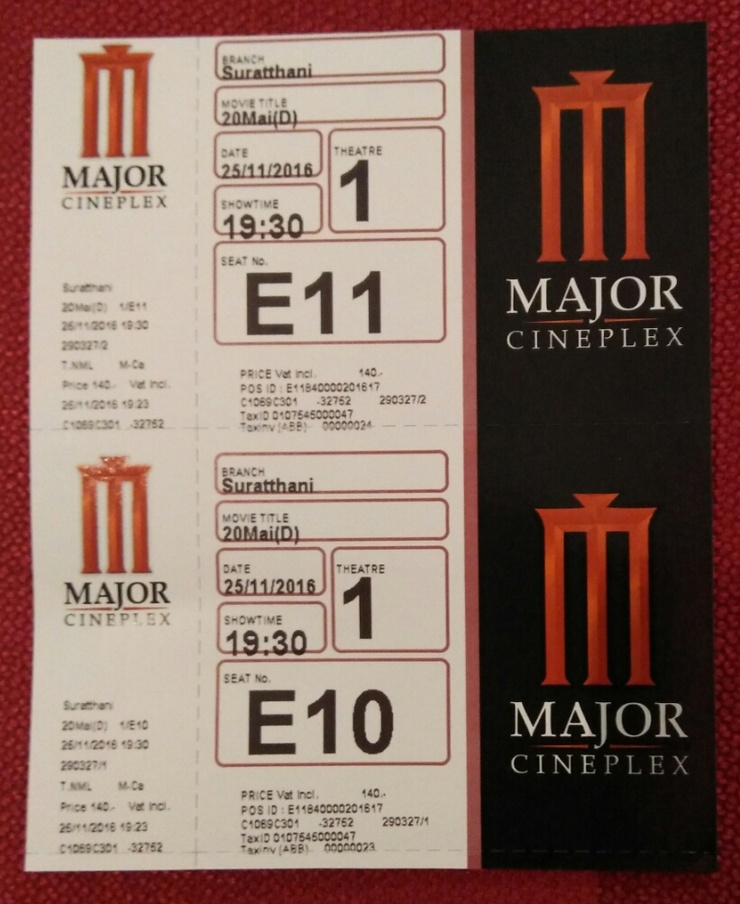 MAJOR
CINEPLEX
Suratthani
20Mai(D) 1/E11
25/11/2016 19:30
290327/2
T.NML M-Ca
Price 140.- Vat Incl.
25/11/2016 19:23
C1069C301 -32752
BRANCH
Suratthani
MOVIE TITLE
20Mai(D)
DATE
25/11/2016
THEATRE
1
SHOWTIME
19:30
SEAT No.
E11
PRICE Vat Incl. 140.-
POS ID : E11840000201617
C1069C301 -32752 290327/2
TaxID 0107545000047
TaxInv (ABB) 00000024
MAJOR
CINEPLEX
MAJOR
CINEPLEX
Suratthani
20Mai(D) 1/E10
25/11/2016 19:30
290327/1
T.NML M-Ca
Price 140.- Vat Incl.
25/11/2016 19:23
C1069C301 -32752
BRANCH
Suratthani
MOVIE TITLE
20Mai(D)
DATE
25/11/2016
THEATRE
1
SHOWTIME
19:30
SEAT No.
E10
PRICE Vat Incl. 140.-
POS ID : E11840000201617
C1069C301 -32752 290327/1
TaxID 0107545000047
TaxInv (ABB) 00000023
MAJOR
CINEPLEX